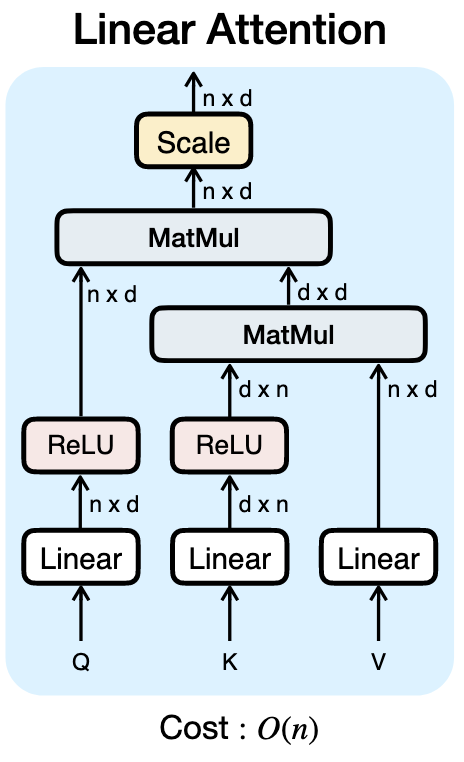 Linear Attention
n x d
Scale
n x d
MatMul
n x d
d x d
MatMul
d x n
n x d
ReLU
ReLU
n x d
d x n
Linear
Linear
Linear
Q
K
V
Cost : O(n)